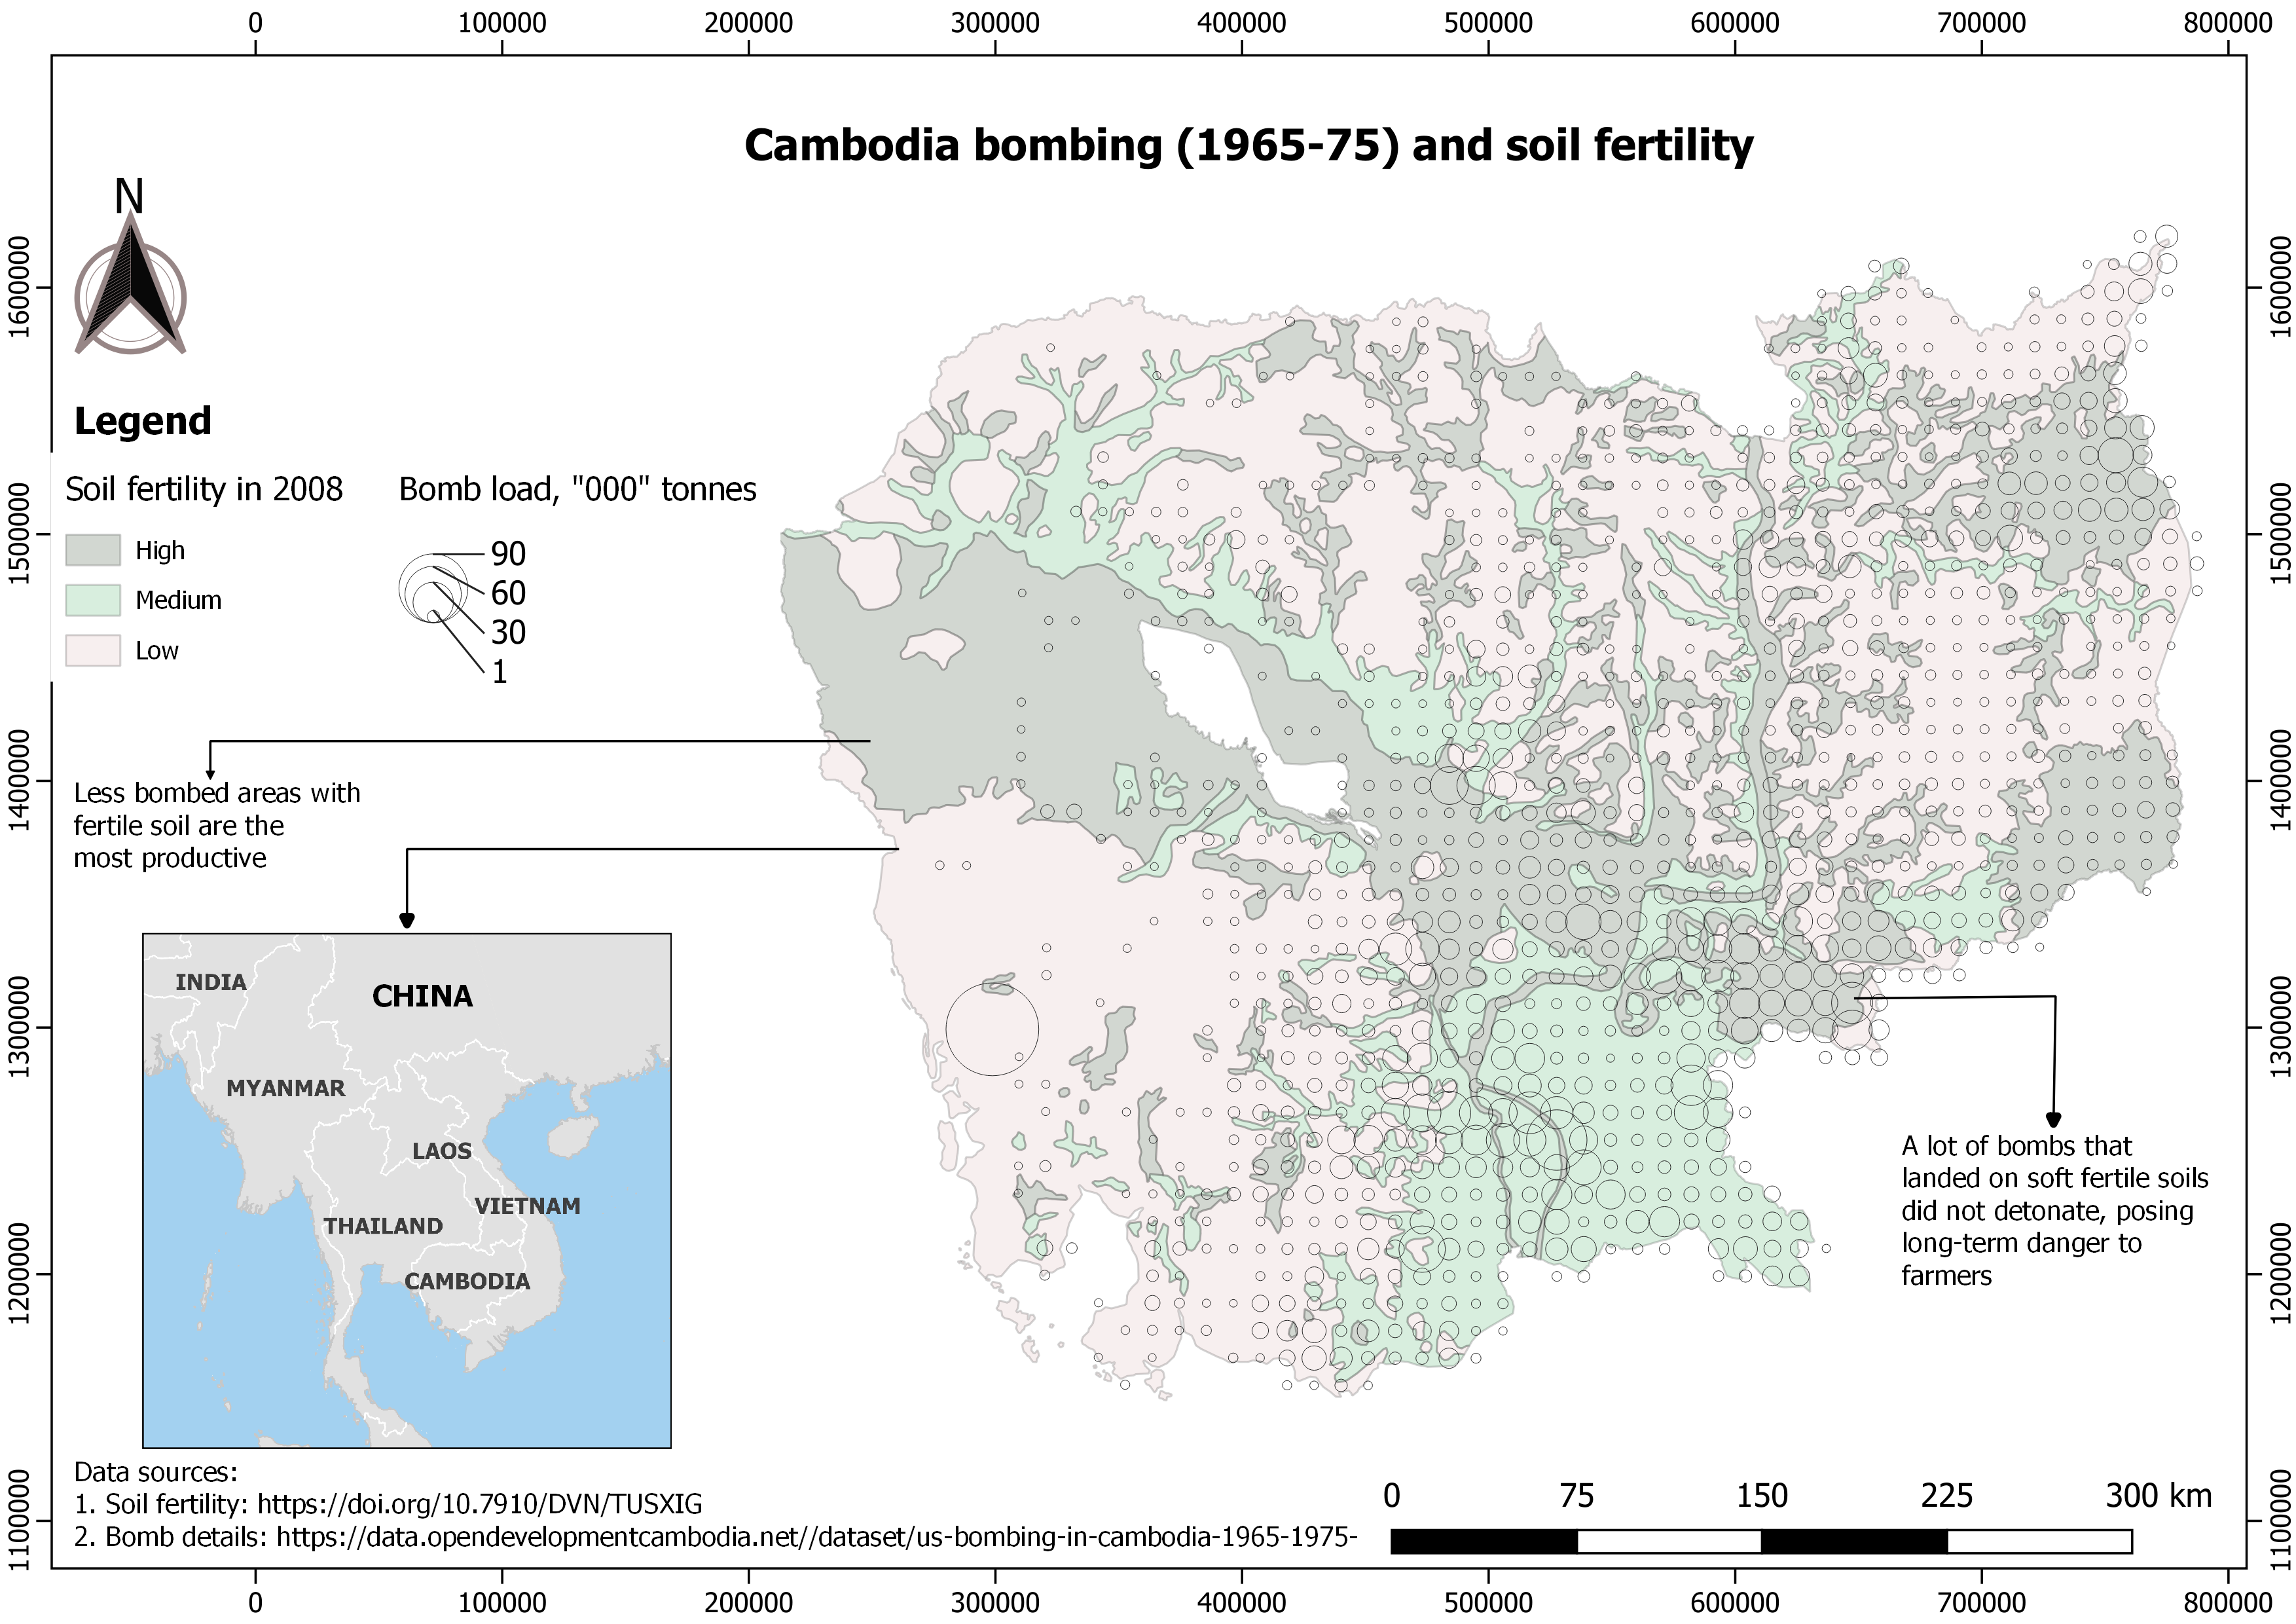 0 100000 200000 300000 400000 500000 600000 700000 800000
Cambodia bombing (1965-75) and soil fertility
N
Legend
Soil fertility in 2008
High
Medium
Low
Bomb load, "000" tonnes
90
60
30
1
Less bombed areas with
fertile soil are the
most productive
INDIA
CHINA
MYANMAR
LAOS
VIETNAM
THAILAND
CAMBODIA
A lot of bombs that
landed on soft fertile soils
did not detonate, posing
long-term danger to
farmers
Data sources:
1. Soil fertility: https://doi.org/10.7910/DVN/TUSXIG
2. Bomb details: https://data.opendevelopmentcambodia.net//dataset/us-bombing-in-cambodia-1965-1975-
0 75 150 225 300 km
1600000
1500000
1400000
1300000
1200000
1100000
1600000
1500000
1400000
1300000
1200000
1100000
0 100000 200000 300000 400000 500000 600000 700000 800000